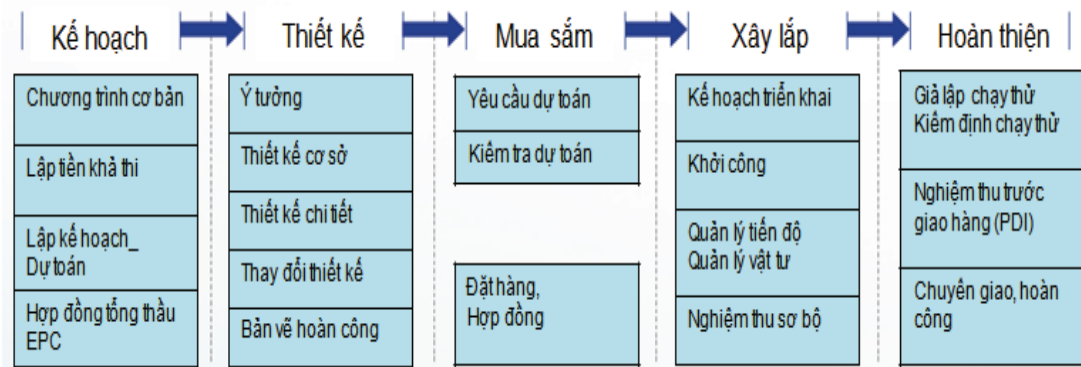 Kế hoạch
Thiết kế
Mua sắm
Xây lắp
Hoàn thiện
Chương trình cơ bản
Lập tiền khả thi
Lập kế hoạch_
Dự toán
Hợp đồng tổng thầu
EPC
Ý tưởng
Thiết kế cơ sở
Thiết kế chi tiết
Thay đổi thiết kế
Bản vẽ hoàn công
Yêu cầu dự toán
Kiểm tra dự toán
Đặt hàng,
Hợp đồng
Kế hoạch triển khai
Khởi công
Quản lý tiến độ
Quản lý vật tư
Nghiệm thu sơ bộ
Giả lập chạy thử
Kiểm định chạy thử
Nghiệm thu trước
giao hàng (PDI)
Chuyển giao, hoàn
công